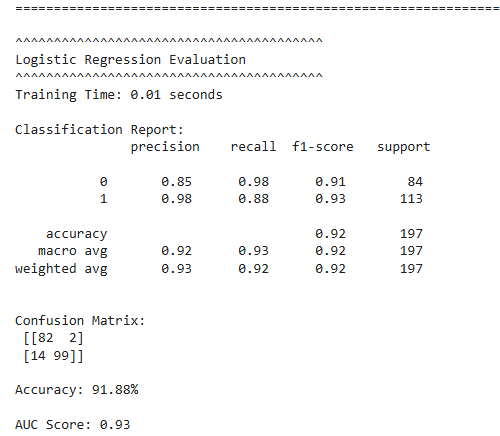 ================================================================
^^^^^^^^^^^^^^^^^^^^^^^^^^^^^^^^^^^^^^^^
Logistic Regression Evaluation
^^^^^^^^^^^^^^^^^^^^^^^^^^^^^^^^^^^^^^^^
Training Time: 0.01 seconds
Classification Report:
precision recall f1-score support
0 0.85 0.98 0.91 84
1 0.98 0.88 0.93 113
accuracy 0.92 197
macro avg 0.92 0.93 0.92 197
weighted avg 0.93 0.92 0.92 197
Confusion Matrix:
[[82 2]
[14 99]]
Accuracy: 91.88%
AUC Score: 0.93